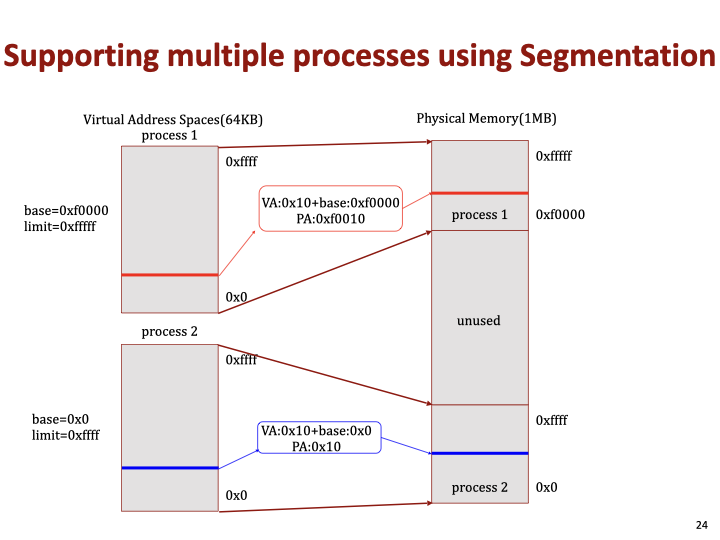 Supporting multiple processes using Segmentation
Virtual Address Spaces(64KB)
process 1
Physical Memory(1MB)
0xffff
0xfffff
base=0xf0000
limit=0xfffff
VA:0x10+base:0xf0000
PA:0xf0010
process 1
0xf0000
0x0
unused
process 2
0xffff
base=0x0
limit=0xffff
VA:0x10+base:0x0
PA:0x10
0xffff
0x0
process 2
0x0
24